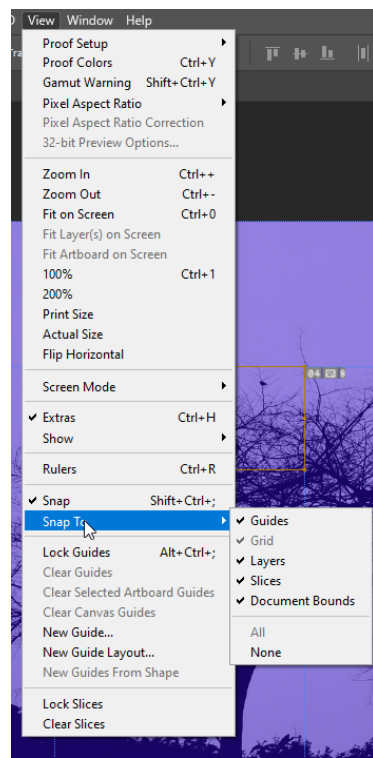 View Window Help
Proof Setup
Proof Colors Ctrl+Y
Gamut Warning Shift+Ctrl+Y
Pixel Aspect Ratio
Pixel Aspect Ratio Correction
32-bit Preview Options...
Zoom In Ctrl++
Zoom Out Ctrl+-
Fit on Screen Ctrl+0
Fit Layer(s) on Screen
Fit Artboard on Screen
100% Ctrl+1
200%
Print Size
Actual Size
Flip Horizontal
Screen Mode
04 8
Extras Ctrl+H
Show
Rulers Ctrl+R
Snap Shift+Ctrl+;
Snap To
Guides
Grid
Layers
Slices
Document Bounds
All
None
Lock Guides Alt+Ctrl+;
Clear Guides
Clear Selected Artboard Guides
Clear Canvas Guides
New Guide...
New Guide Layout...
New Guides From Shape
Lock Slices
Clear Slices